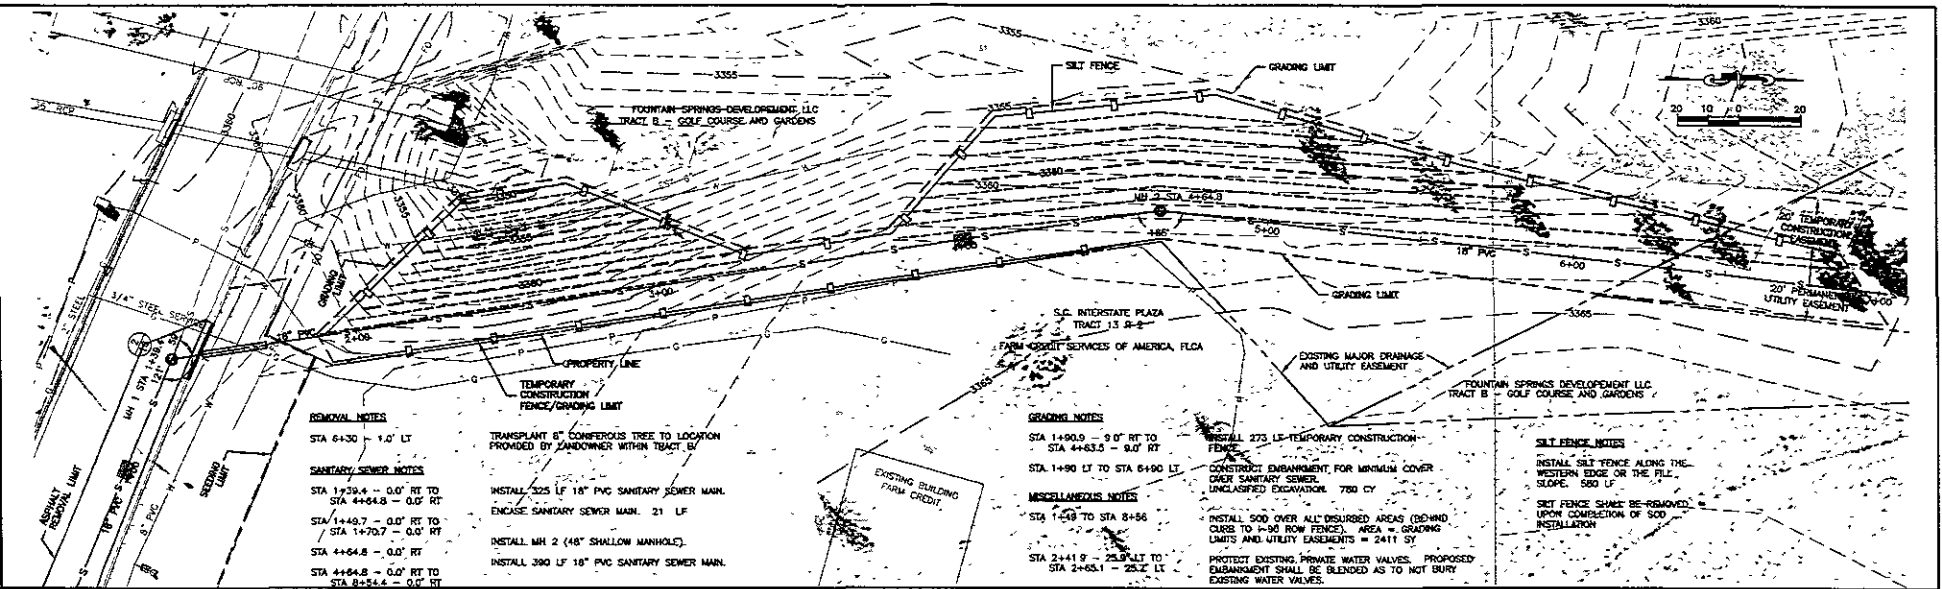 3355
3360
SILT FENCE
GRADING LIMIT
3355
FOUNTAIN SPRINGS DEVELOPEMENT LLC
TRACT B - GOLF COURSE AND GARDENS
20 10 0 20
3355
3360
3360
MH 2 STA 4+64.8
186°
5+00
18" PVC
6+00
20' TEMPORARY
CONSTRUCTION
EASEMENT
20' PERMANENT
UTILITY EASEMENT
GRADING LIMIT
3365
3360
3355
3360
3+00
GRADING
LIMIT
3/4" STEEL SERVICE
18" PVC
2+00
MH 1 STA 1+39.4
121°
PROPERTY LINE
TEMPORARY
CONSTRUCTION
FENCE/GRADING LIMIT
S.C. INTERSTATE PLAZA
TRACT 13 R-2
FARM CREDIT SERVICES OF AMERICA, FLCA
3365
EXISTING MAJOR DRAINAGE
AND UTILITY EASEMENT
FOUNTAIN SPRINGS DEVELOPEMENT LLC
TRACT B - GOLF COURSE AND GARDENS
EXISTING BUILDING
FARM CREDIT
ASPHALT
REMOVAL LIMIT
18" PVC
8" PVC
SEEDING
LIMIT
REMOVAL NOTES
STA 6+30 - 1.0' LT
TRANSPLANT 8" CONIFEROUS TREE TO LOCATION
PROVIDED BY LANDOWNER WITHIN TRACT B.
SANITARY SEWER NOTES
STA 1+39.4 - 0.0' RT TO
STA 4+64.8 - 0.0' RT
INSTALL 325 LF 18" PVC SANITARY SEWER MAIN.
STA 1+49.7 - 0.0' RT TO
STA 1+70.7 - 0.0' RT
ENCASE SANITARY SEWER MAIN. 21 LF
STA 4+64.8 - 0.0' RT
INSTALL MH 2 (48" SHALLOW MANHOLE).
STA 4+64.8 - 0.0' RT TO
STA 8+54.4 - 0.0' RT
INSTALL 390 LF 18" PVC SANITARY SEWER MAIN.
GRADING NOTES
STA 1+90.9 - 9.0' RT TO
STA 4+63.5 - 9.0' RT
INSTALL 273 LF TEMPORARY CONSTRUCTION
FENCE
STA. 1+90 LT TO STA 6+90 LT
CONSTRUCT EMBANKMENT FOR MINIMUM COVER
OVER SANITARY SEWER.
UNCLASSIFIED EXCAVATION. 780 CY
MISCELLANEOUS NOTES
STA 1+49 TO STA 8+56
INSTALL SOD OVER ALL DISURBED AREAS (BEHIND
CURB TO I-90 ROW FENCE). AREA = GRADING
LIMITS AND UTILITY EASEMENTS = 2411 SY
STA 2+41.9 - 25.9' LT TO
STA 2+65.1 - 25.2' LT
PROTECT EXISTING PRIVATE WATER VALVES. PROPOSED
EMBANKMENT SHALL BE BLENDED AS TO NOT BURY
EXISTING WATER VALVES.
SILT FENCE NOTES
INSTALL SILT FENCE ALONG THE
WESTERN EDGE OR THE FILL
SLOPE. 580 LF
SILT FENCE SHALL BE REMOVED
UPON COMPLETION OF SOD
INSTALLATION